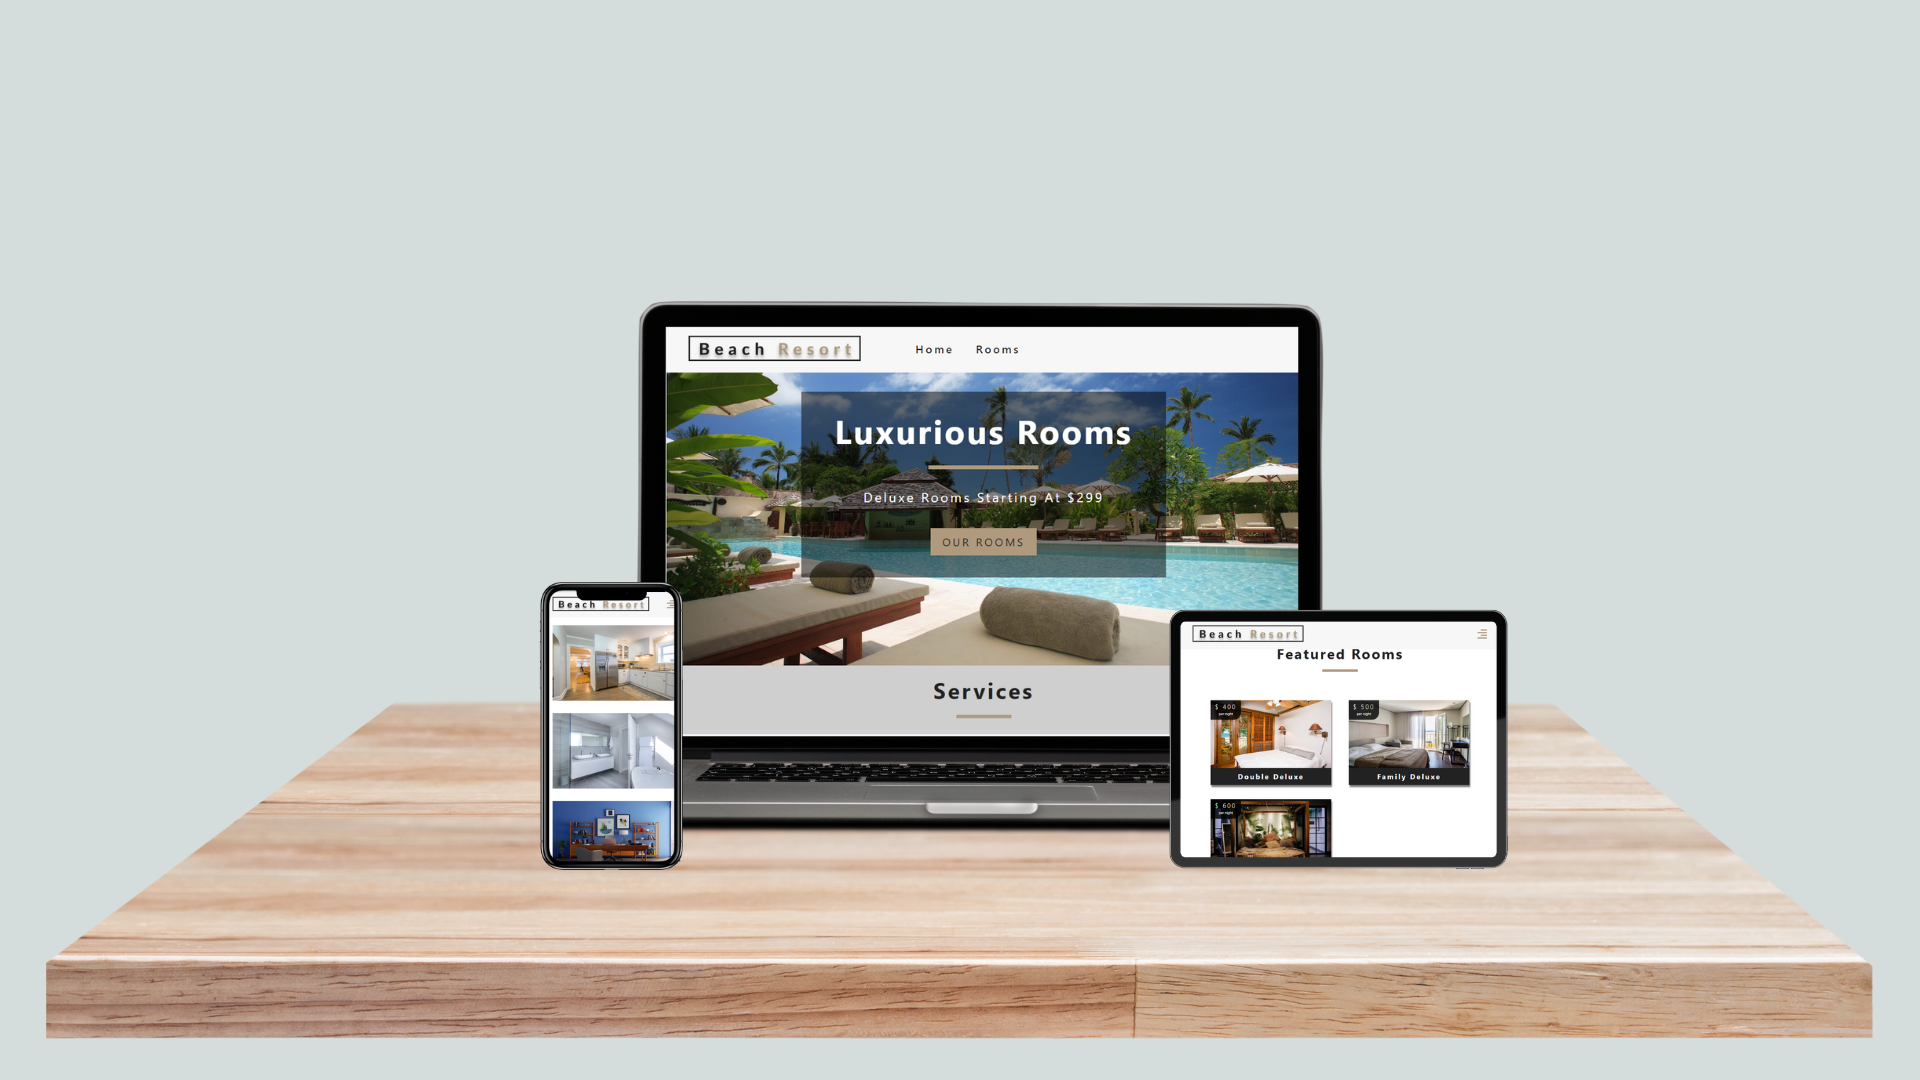 Beach Resort
Home Rooms
Luxurious Rooms
Deluxe Rooms Starting At $299
OUR ROOMS
Services
Beach Resort
Beach Resort
Featured Rooms
$ 400
per night
Double Deluxe
$ 500
per night
Family Deluxe
$ 600
per night